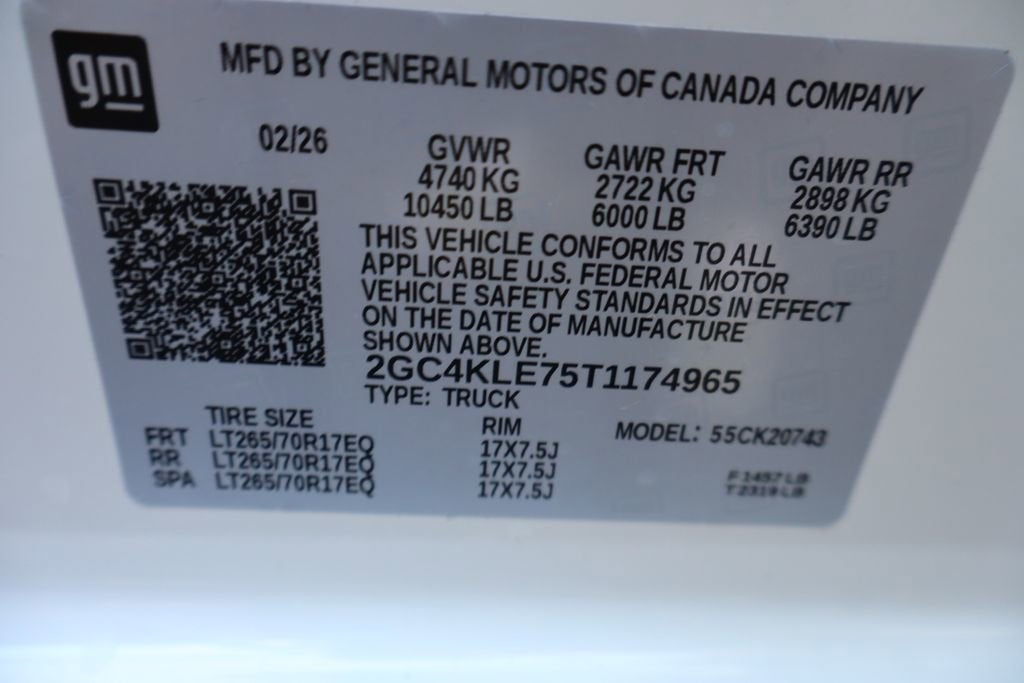 gm
MFD BY GENERAL MOTORS OF CANADA COMPANY
02/26
GVWR
4740 KG
10450 LB
GAWR FRT
2722 KG
6000 LB
GAWR RR
2898 KG
6390 LB
THIS VEHICLE CONFORMS TO ALL
APPLICABLE U.S. FEDERAL MOTOR
VEHICLE SAFETY STANDARDS IN EFFECT
ON THE DATE OF MANUFACTURE
SHOWN ABOVE.
2GC4KLE75T1174965
TYPE: TRUCK
TIRE SIZE RIM
FRT LT265/70R17EQ 17X7.5J
RR LT265/70R17EQ 17X7.5J
SPA LT265/70R17EQ 17X7.5J
MODEL: 55CK20743
F 1457 LB
T 2319 LB